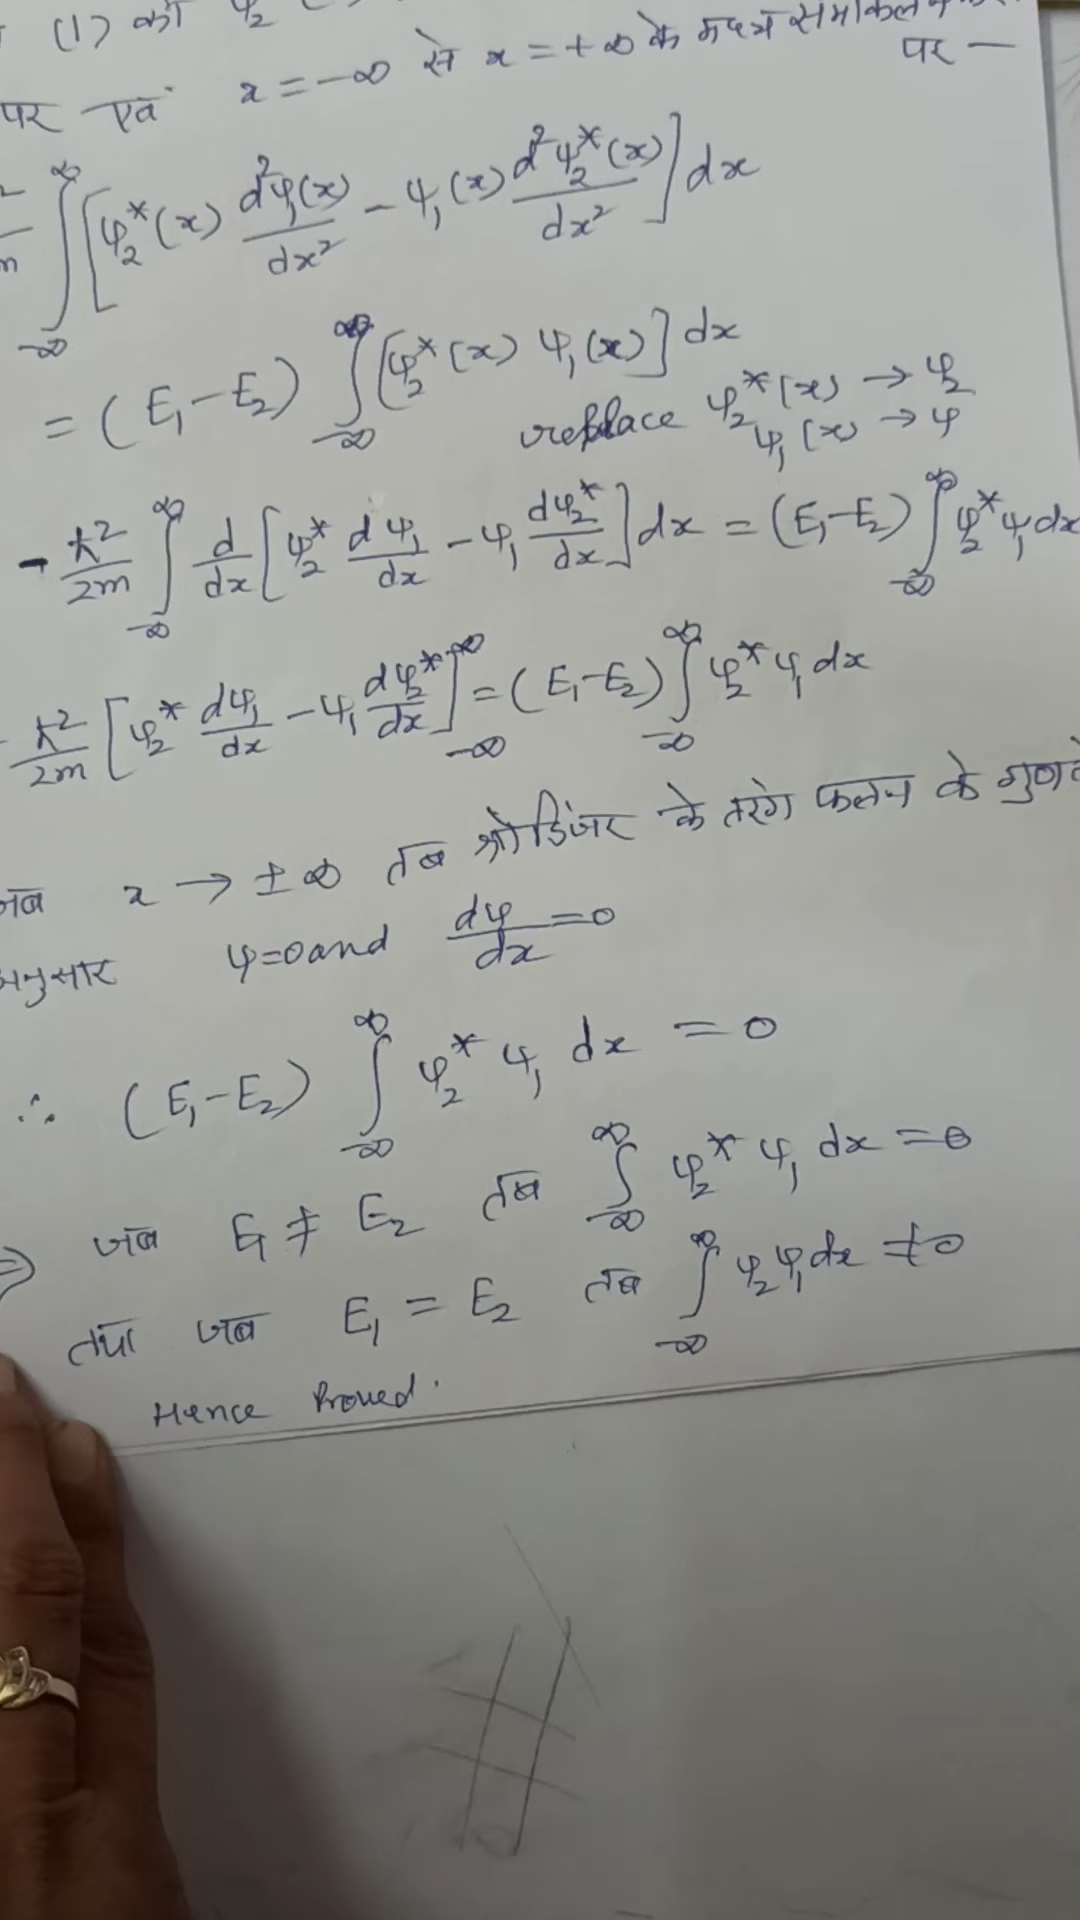 (1) को ψ₂
पर एवं x = -∞ से x = +∞ के मध्य समाकलन
पर —
∫_{-∞}^{∞} [ψ₂*(x) d²ψ₁(x)/dx² - ψ₁(x) d²ψ₂*(x)/dx²] dx
= (E₁-E₂) ∫_{-∞}^{∞} [ψ₂*(x) ψ₁(x)] dx
replace ψ₂*(x) → ψ₂
ψ₁(x) → ψ
- ħ²/2m ∫_{-∞}^{∞} d/dx [ψ₂* dψ₁/dx - ψ₁ dψ₂*/dx] dx = (E₁-E₂) ∫_{-∞}^{∞} ψ₂* ψ₁ dx
- ħ²/2m [ψ₂* dψ₁/dx - ψ₁ dψ₂*/dx]_{-∞}^{+∞} = (E₁-E₂) ∫_{-∞}^{∞} ψ₂* ψ₁ dx
जब x → ±∞ तब श्रोडिंजर के तरंग फलन के
अनुसार ψ=0 and dψ/dx = 0
∴ (E₁-E₂) ∫_{-∞}^{∞} ψ₂* ψ₁ dx = 0
⇒ जब E₁ ≠ E₂ तब ∫_{-∞}^{∞} ψ₂* ψ₁ dx = 0
तथा जब E₁ = E₂ तब ∫_{-∞}^{∞} ψ₂ψ₁dx ≠ 0
Hence Proved.